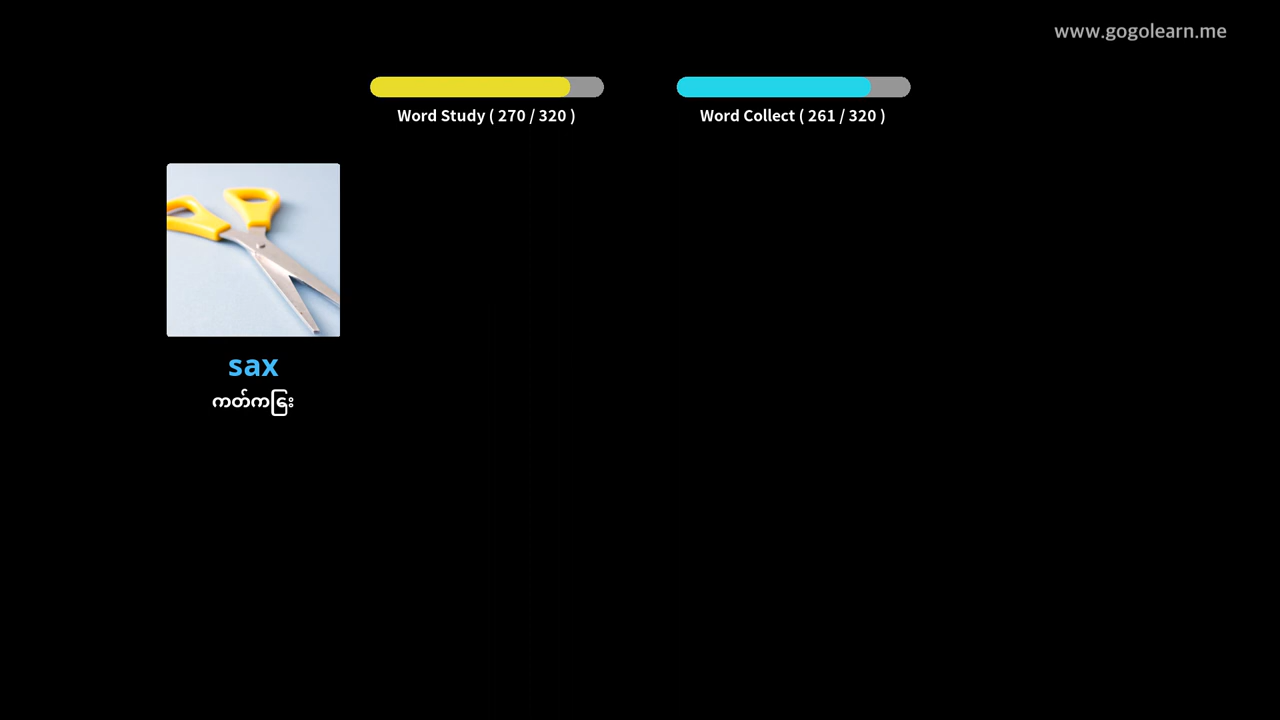 www.gogolearn.me
Word Study ( 270 / 320 )
Word Collect ( 261 / 320 )
sax
ကတ်ကြေး